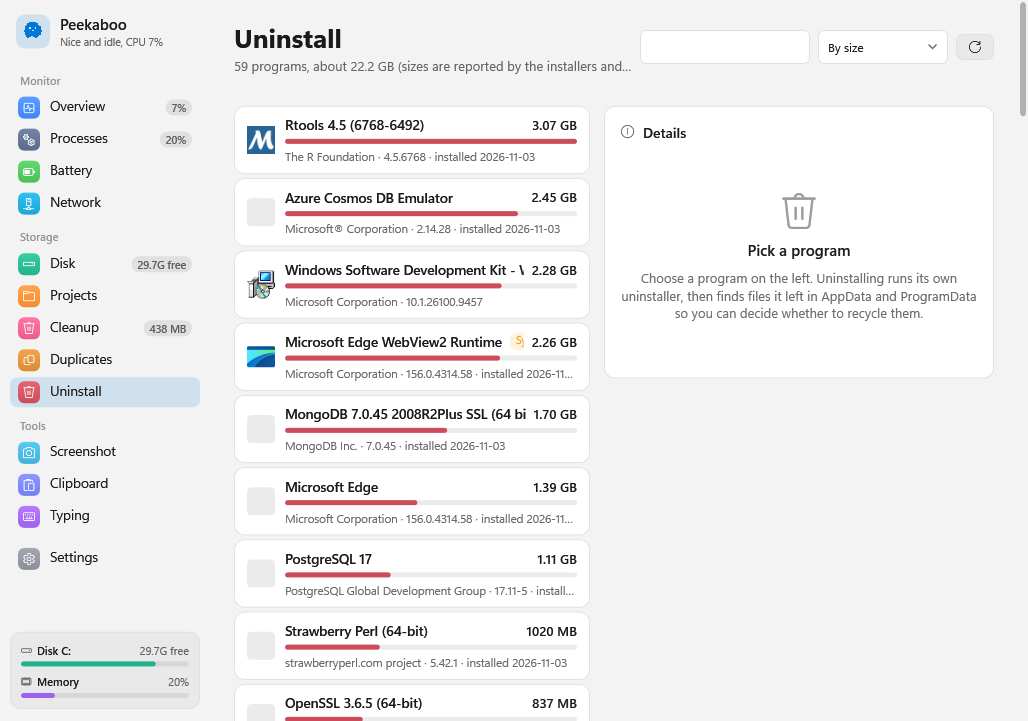 Peekaboo
Nice and idle, CPU 7%
Monitor
Overview 7%
Processes 20%
Battery
Network
Storage
Disk 29.7G free
Projects
Cleanup 438 MB
Duplicates
Uninstall
Tools
Screenshot
Clipboard
Typing
Settings
Disk C: 29.7G free
Memory 20%
Uninstall
59 programs, about 22.2 GB (sizes are reported by the installers and...
By size
Rtools 4.5 (6768-6492) 3.07 GB
The R Foundation · 4.5.6768 · installed 2026-11-03
Azure Cosmos DB Emulator 2.45 GB
Microsoft® Corporation · 2.14.28 · installed 2026-11-03
Windows Software Development Kit - 2.28 GB
Microsoft Corporation · 10.1.26100.9457
Microsoft Edge WebView2 Runtime 2.26 GB
Microsoft Corporation · 156.0.4314.58 · installed 2026-11...
MongoDB 7.0.45 2008R2Plus SSL (64 bi 1.70 GB
MongoDB Inc. · 7.0.45 · installed 2026-11-03
Microsoft Edge 1.39 GB
Microsoft Corporation · 156.0.4314.58 · installed 2026-11...
PostgreSQL 17 1.11 GB
PostgreSQL Global Development Group · 17.11-5 · install...
Strawberry Perl (64-bit) 1020 MB
strawberryperl.com project · 5.42.1 · installed 2026-11-03
OpenSSL 3.6.5 (64-bit) 837 MB
Details
Pick a program
Choose a program on the left. Uninstalling runs its own
uninstaller, then finds files it left in AppData and ProgramData
so you can decide whether to recycle them.